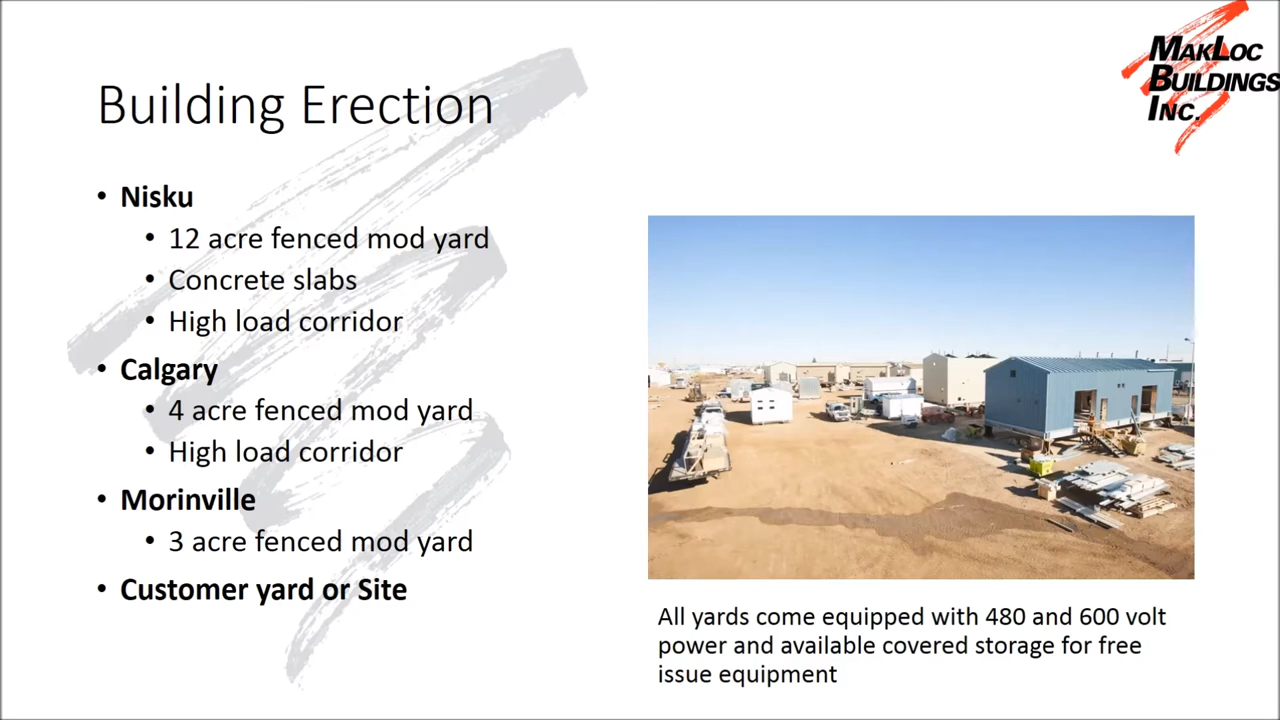 MAKLOC
BUILDINGS
INC.
Building Erection
• Nisku
• 12 acre fenced mod yard
• Concrete slabs
• High load corridor
• Calgary
• 4 acre fenced mod yard
• High load corridor
• Morinville
• 3 acre fenced mod yard
• Customer yard or Site
All yards come equipped with 480 and 600 volt
power and available covered storage for free
issue equipment